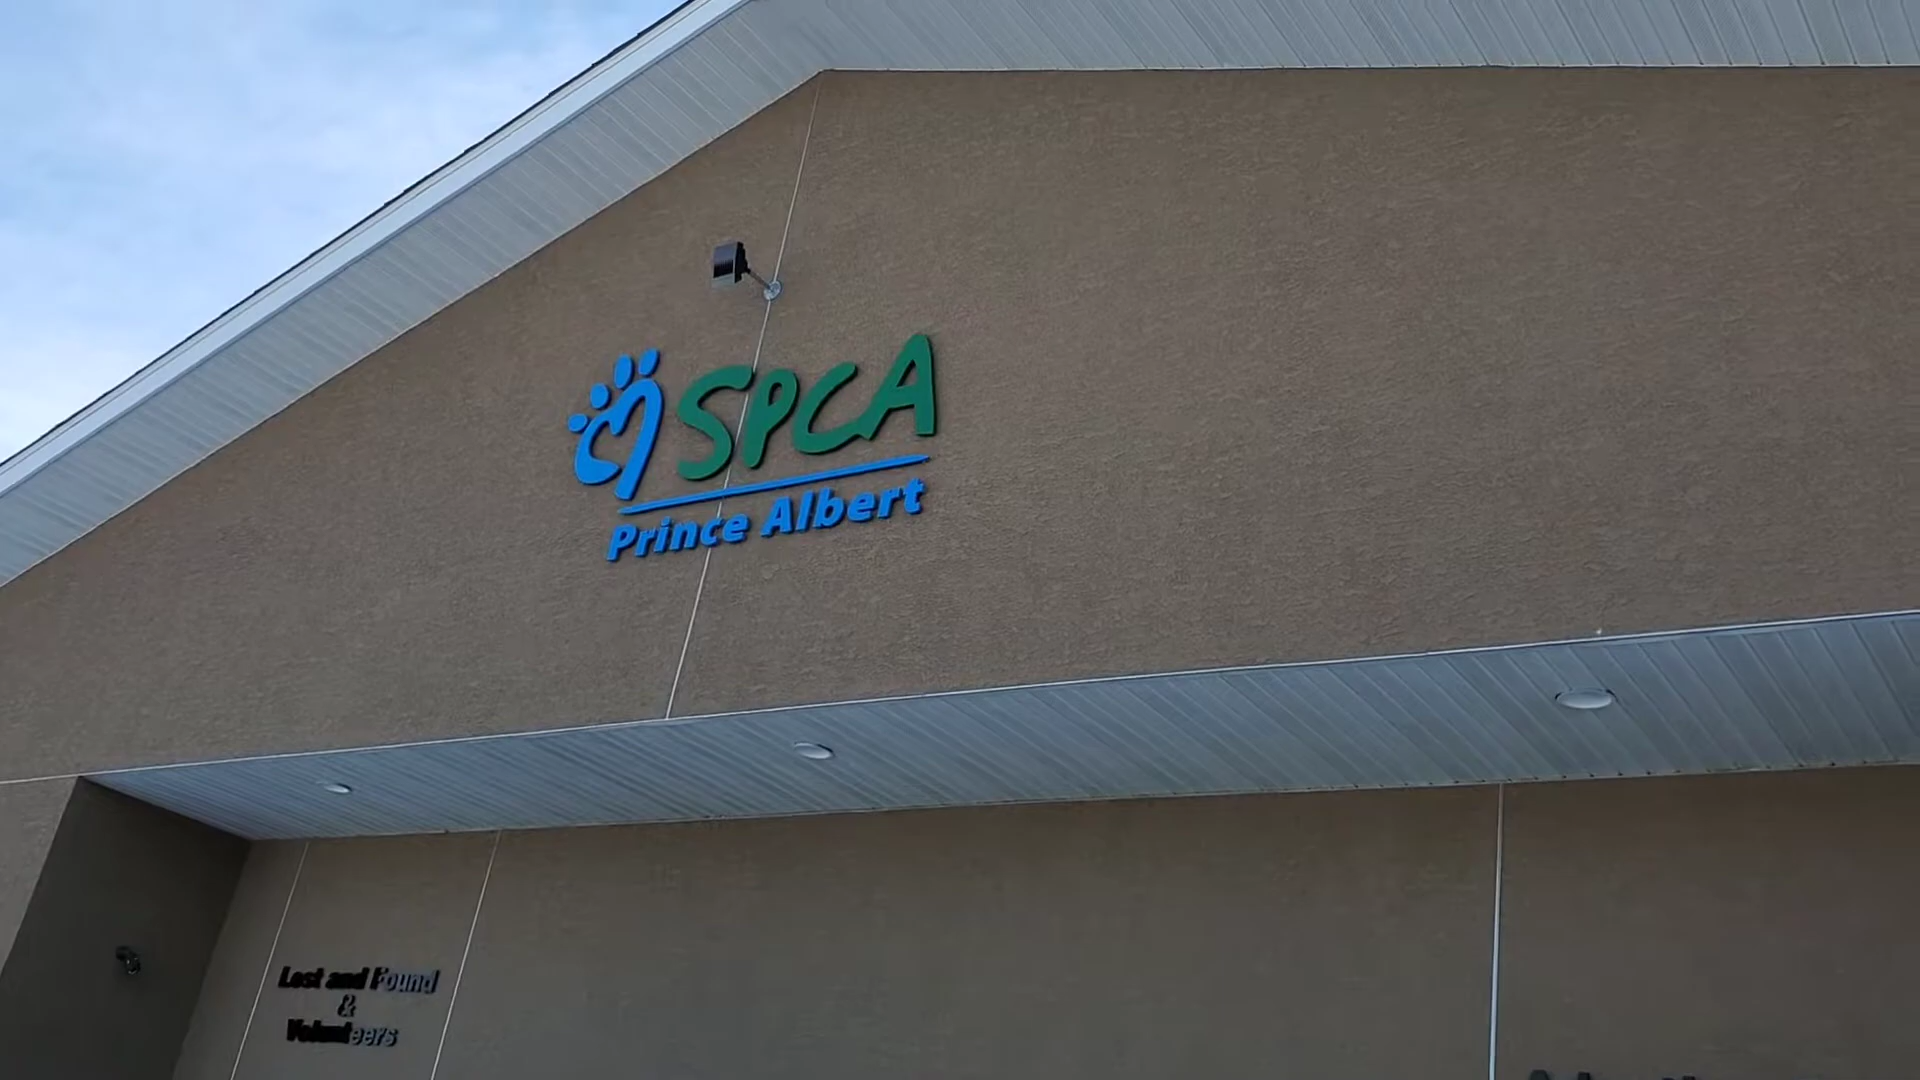 SPCA
Prince Albert
Lost and Found
&
Volunteers